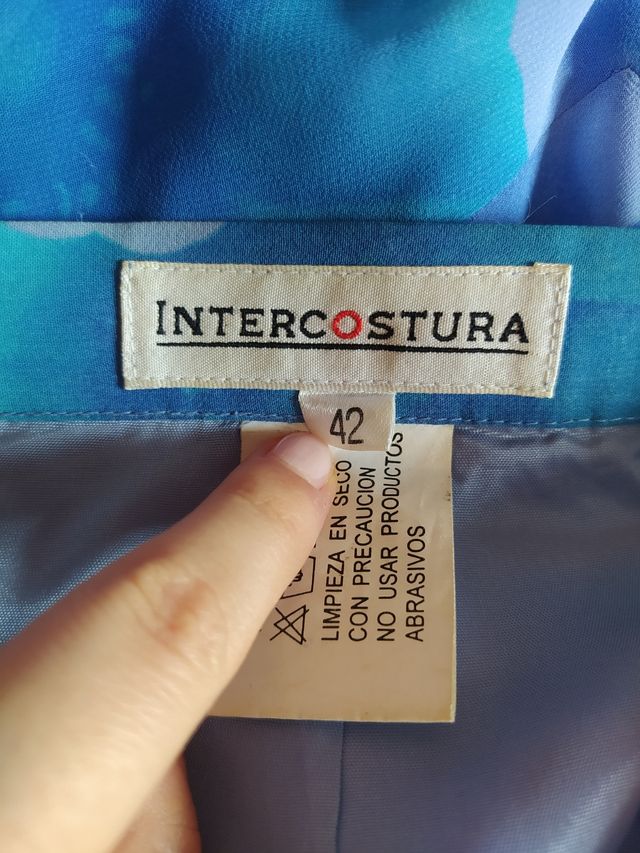 INTERCOSTURA
42
LIMPIEZA EN SECO
CON PRECAUCION
NO USAR PRODUCTOS
ABRASIVOS